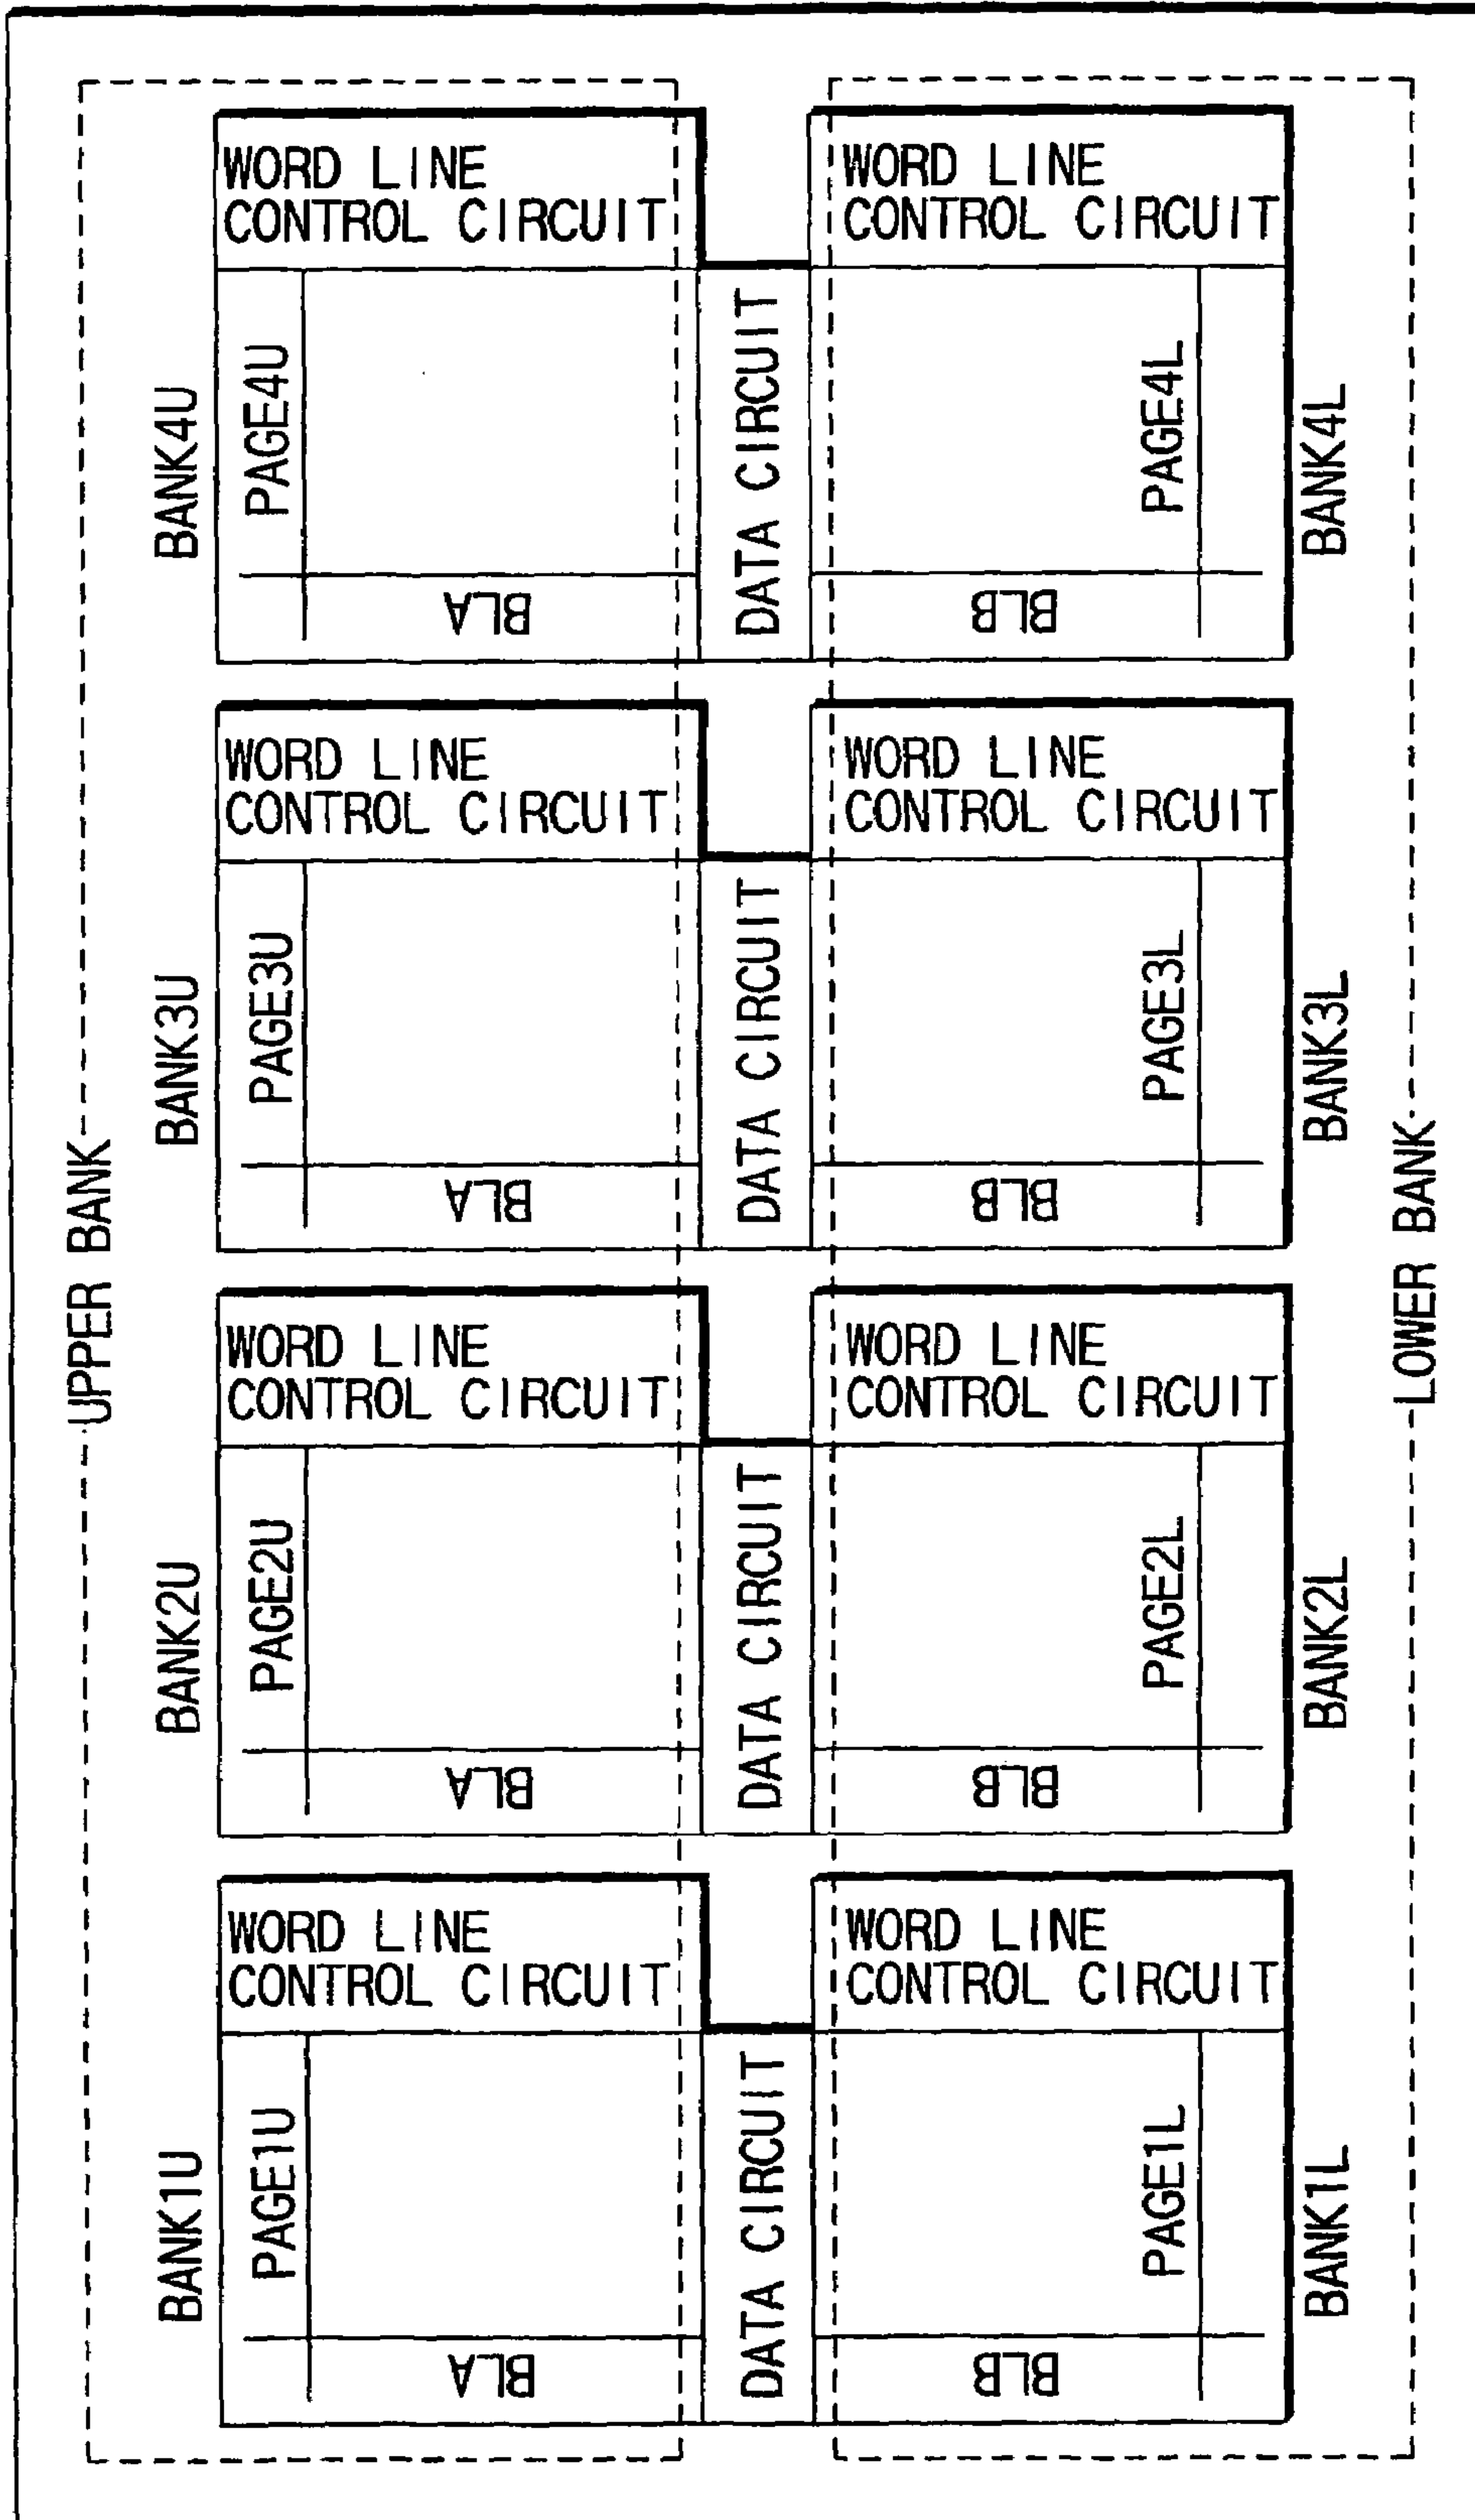 UPPER BANK
BANK4U
WORD LINE
CONTROL CIRCUIT
PAGE4U
BLA
DATA CIRCUIT
WORD LINE
CONTROL CIRCUIT
PAGE4L
BLB
BANK4L
BANK3U
WORD LINE
CONTROL CIRCUIT
PAGE3U
BLA
DATA CIRCUIT
WORD LINE
CONTROL CIRCUIT
PAGE3L
BLB
BANK3L
BANK2U
WORD LINE
CONTROL CIRCUIT
PAGE2U
BLA
DATA CIRCUIT
WORD LINE
CONTROL CIRCUIT
PAGE2L
BLB
BANK2L
BANK1U
WORD LINE
CONTROL CIRCUIT
PAGE1U
BLA
DATA CIRCUIT
WORD LINE
CONTROL CIRCUIT
PAGE1L
BLB
BANK1L
LOWER BANK